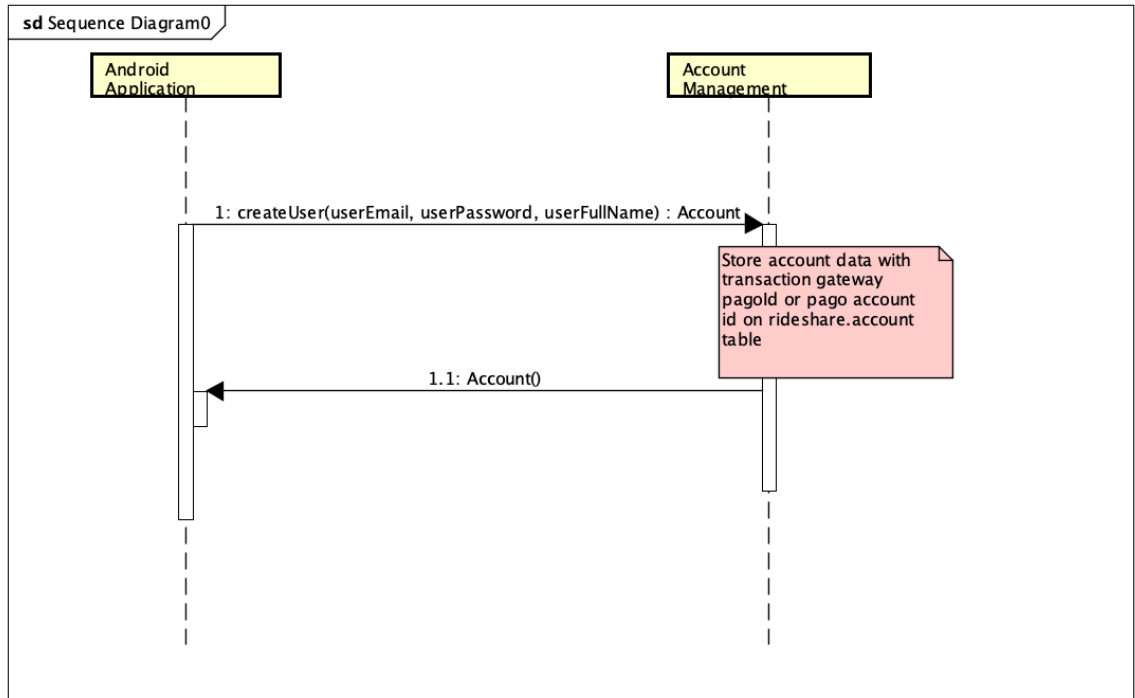 sd Sequence Diagram0
Android
Application
Account
Management
1: createUser(userEmail, userPassword, userFullName) : Account
Store account data with
transaction gateway
pagoId or pago account
id on rideshare.account
table
1.1: Account()